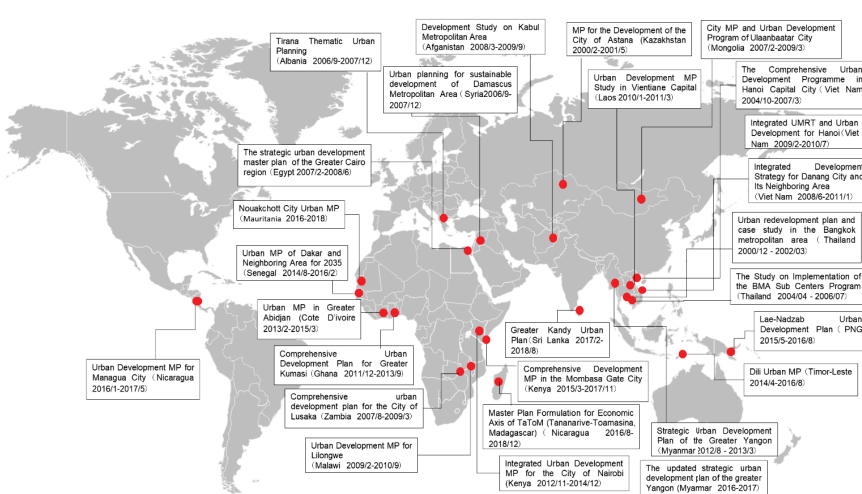 Tirana Thematic Urban
Planning
(Albania 2006/9-2007/12)
Development Study on Kabul
Metropolitan Area
(Afganistan 2008/3-2009/9)
MP for the Development of the
City of Astana (Kazakhstan
2000/2-2001/5)
City MP and Urban Development
Program of Ulaanbaatar City
(Mongolia 2007/2-2009/3)
Urban planning for sustainable
development of Damascus
Metropolitan Area (Syria2006/9-
2007/12)
Urban Development MP
Study in Vientiane Capital
(Laos 2010/1-2011/3)
The Comprehensive Urban
Development Programme in
Hanoi Capital City (Viet Nam
2004/10-2007/3)
Integrated UMRT and Urban
Development for Hanoi(Viet
Nam 2009/2-2010/7)
The strategic urban development
master plan of the Greater Cairo
region (Egypt 2007/2-2008/6)
Integrated Development
Strategy for Danang City and
Its Neighboring Area
(Viet Nam 2008/6-2011/1)
Nouakchott City Urban MP
(Mauritania 2016-2018)
Urban redevelopment plan and
case study in the Bangkok
metropolitan area ( Thailand
2000/12 - 2002/03)
Urban MP of Dakar and
Neighboring Area for 2035
(Senegal 2014/8-2016/2)
The Study on Implementation of
the BMA Sub Centers Program
(Thailand 2004/04 - 2006/07)
Urban MP in Greater
Abidjan (Cote D'ivoire
2013/2-2015/3)
Greater Kandy Urban
Plan(Sri Lanka 2017/2-
2018/8)
Lae-Nadzab Urban
Development Plan ( PNG
2015/5-2016/8)
Urban Development MP for
Managua City (Nicaragua
2016/1-2017/5)
Comprehensive Urban
Development Plan for Greater
Kumasi (Ghana 2011/12-2013/9)
Comprehensive Development
MP in the Mombasa Gate City
(Kenya 2015/3-2017/11)
Dili Urban MP (Timor-Leste
2014/4-2016/8)
Comprehensive urban
development plan for the City of
Lusaka (Zambia 2007/8-2009/3)
Master Plan Formulation for Economic
Axis of TaToM (Tananarive-Toamasina,
Madagascar) ( Nicaragua 2016/8-
2018/12)
Strategic Urban Development
Plan of the Greater Yangon
(Myanmar 2012/8 - 2013/3)
Urban Development MP for
Lilongwe
(Malawi 2009/2-2010/9)
Integrated Urban Development
MP for the City of Nairobi
(Kenya 2012/11-2014/12)
The updated strategic urban
development plan of the greater
Yangon (Myarmar 2016-2017)